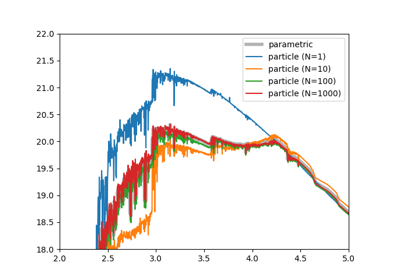 22.0
21.5
21.0
20.5
20.0
19.5
19.0
18.5
18.0
2.0 2.5 3.0 3.5 4.0 4.5 5.0
parametric
particle (N=1)
particle (N=10)
particle (N=100)
particle (N=1000)